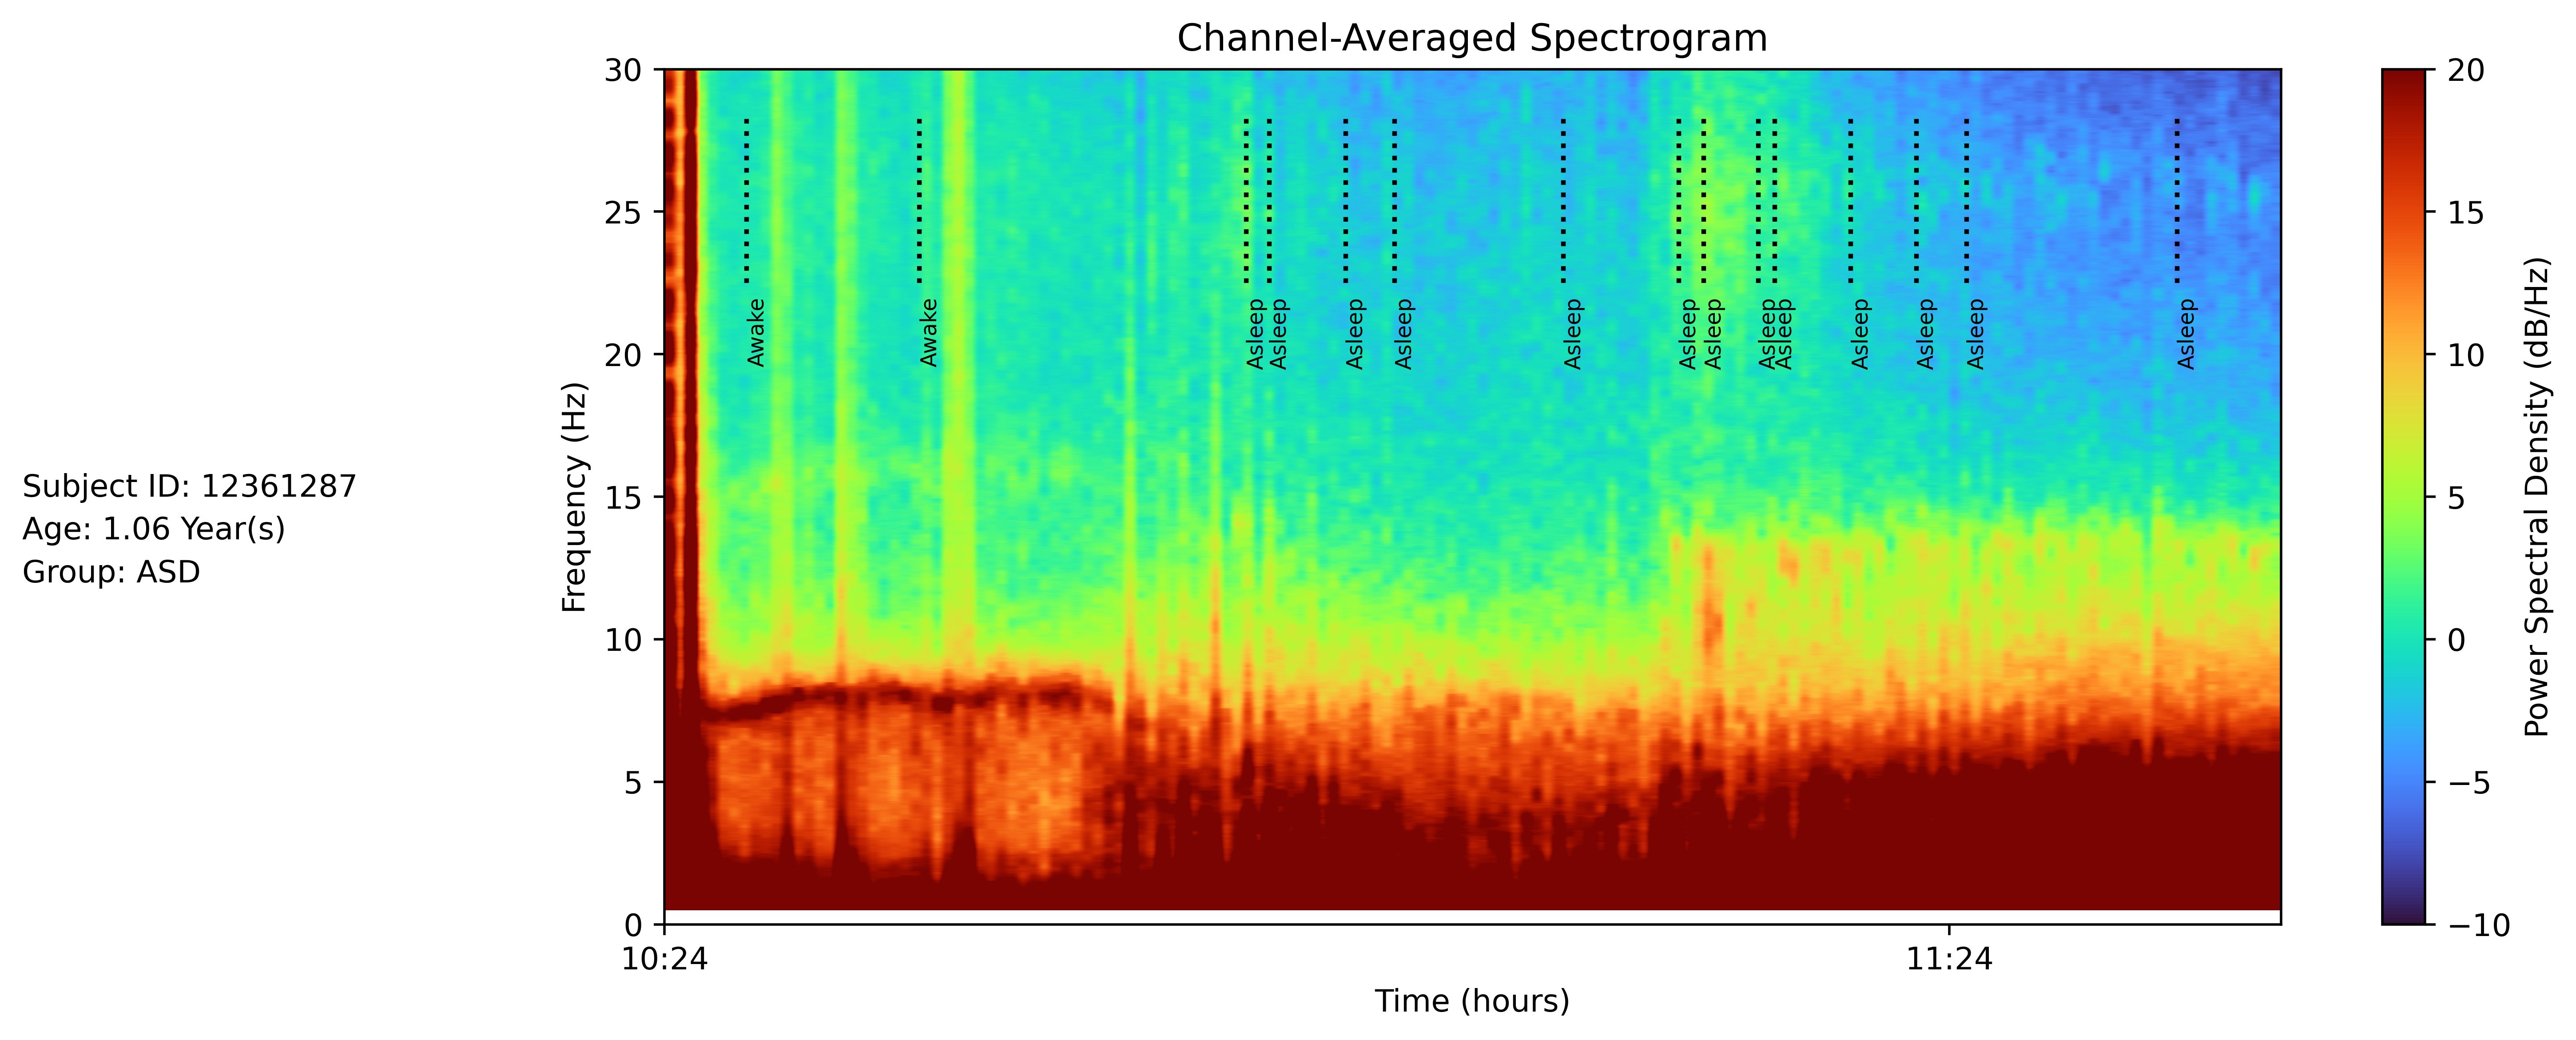 Channel-Averaged Spectrogram
Subject ID: 12361287
Age: 1.06 Year(s)
Group: ASD
Frequency (Hz)
30
25
20
15
10
5
0
Awake
Awake
Asleep
Asleep
Asleep
Asleep
Asleep
Asleep
Asleep
Asleep
Asleep
Asleep
Asleep
Asleep
Asleep
10:24
11:24
Time (hours)
20
15
10
5
0
−5
−10
Power Spectral Density (dB/Hz)